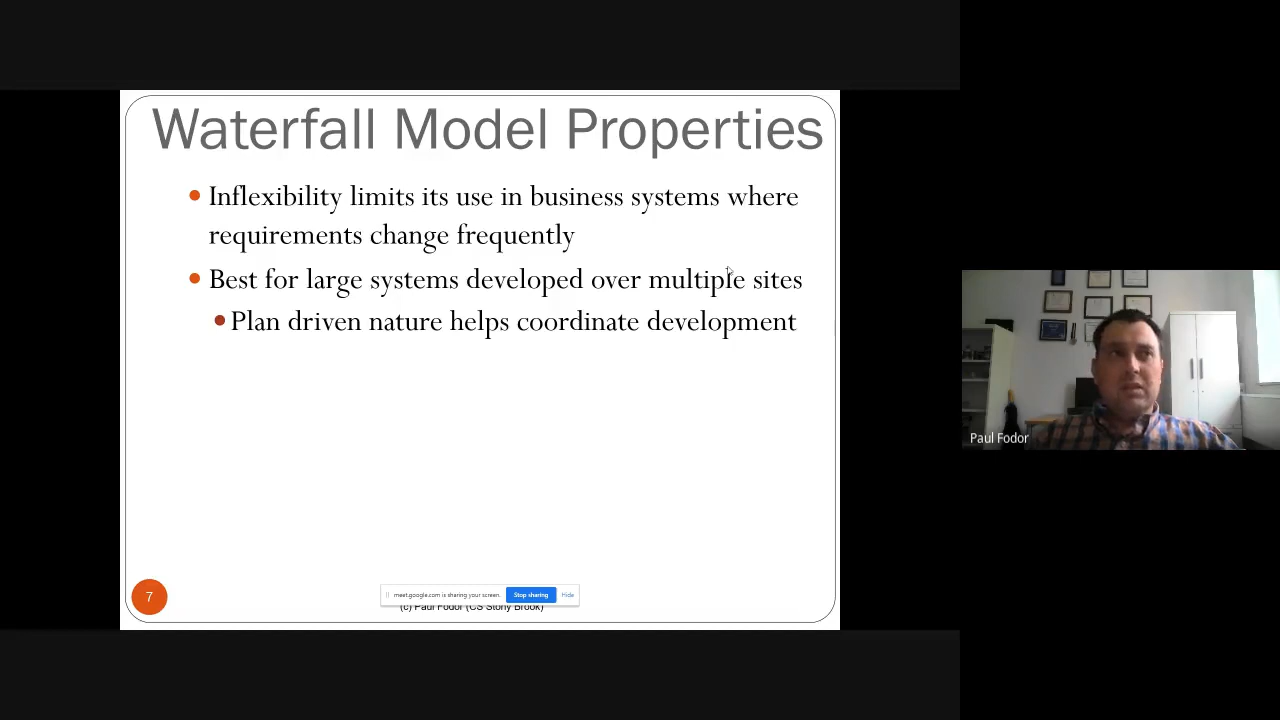 Waterfall Model Properties
Inflexibility limits its use in business systems where
requirements change frequently
Best for large systems developed over multiple sites
Plan driven nature helps coordinate development
Paul Fodor
7
meet.google.com is sharing your screen.
Stop sharing
Hide
(c) Paul Fodor (CS Stony Brook)